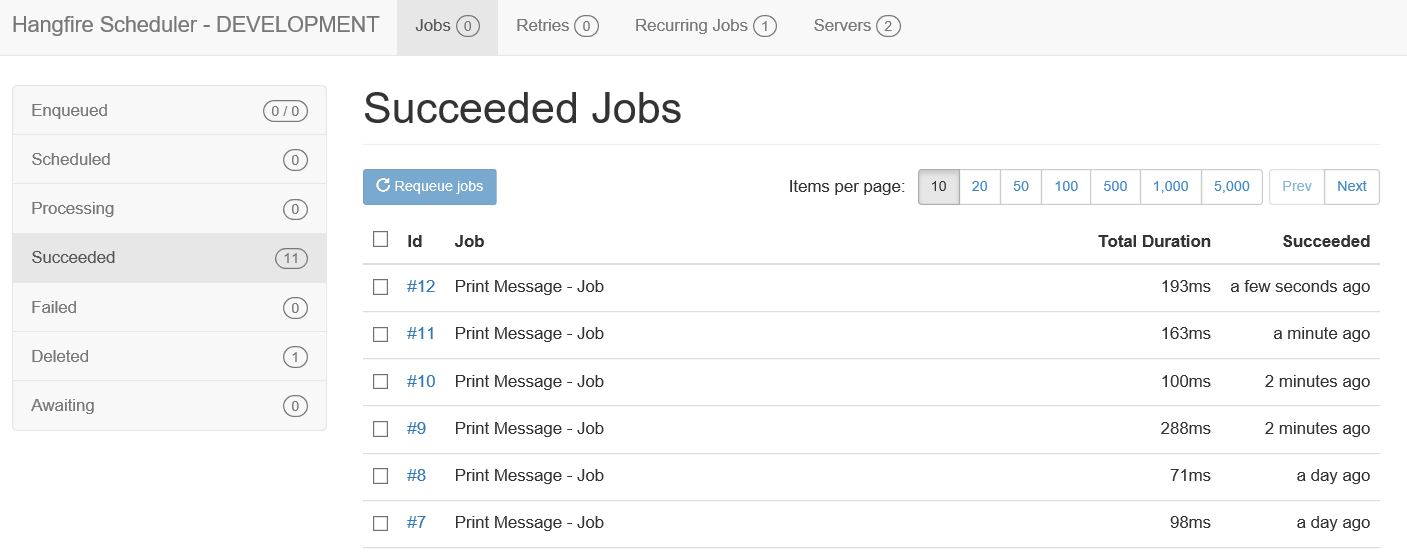 Hangfire Scheduler - DEVELOPMENT Jobs 0 Retries 0 Recurring Jobs 1 Servers 2
Enqueued 0 / 0
Scheduled 0
Processing 0
Succeeded 11
Failed 0
Deleted 1
Awaiting 0
Succeeded Jobs
Requeue jobs Items per page: 10 20 50 100 500 1,000 5,000 Prev Next
Id Job Total Duration Succeeded
#12 Print Message - Job 193ms a few seconds ago
#11 Print Message - Job 163ms a minute ago
#10 Print Message - Job 100ms 2 minutes ago
#9 Print Message - Job 288ms 2 minutes ago
#8 Print Message - Job 71ms a day ago
#7 Print Message - Job 98ms a day ago